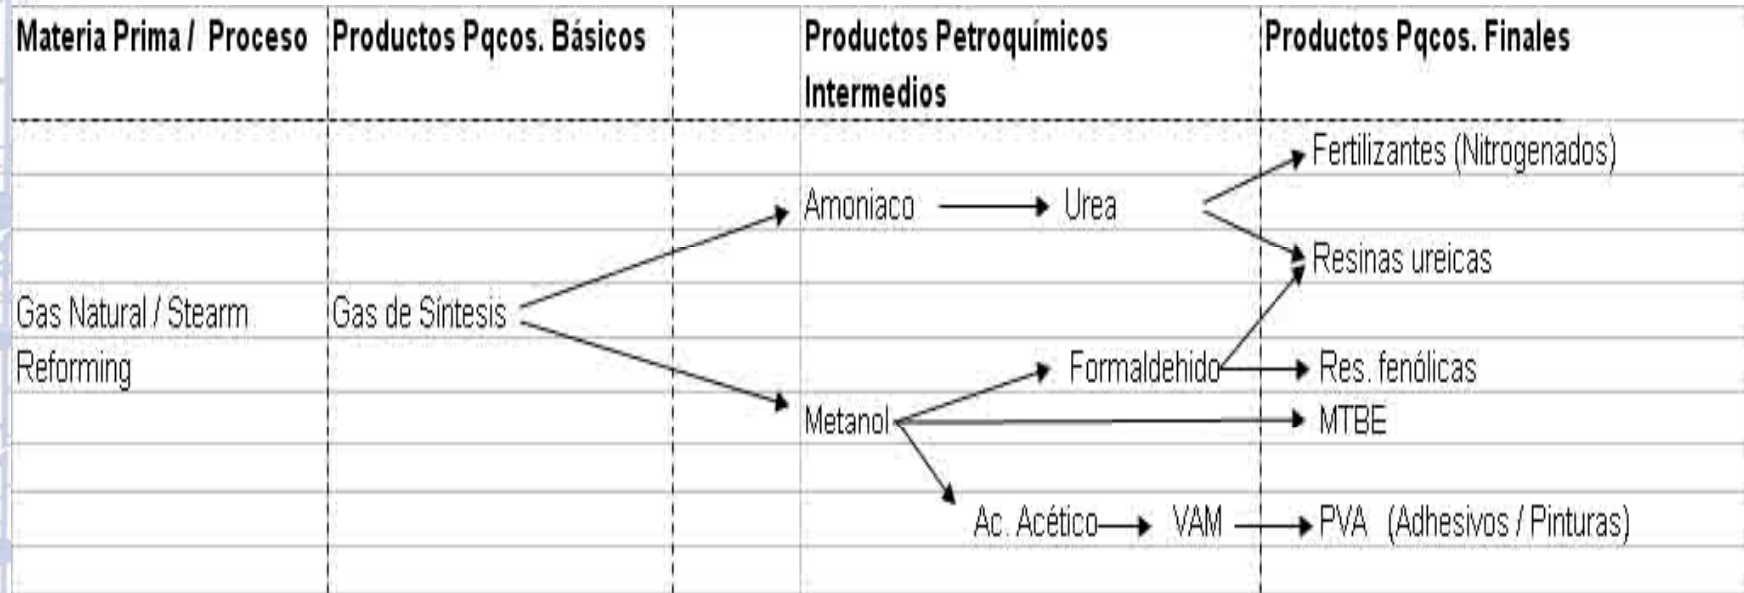 Materia Prima / Proceso
Productos Pqcos. Básicos
Productos Petroquímicos
Intermedios
Productos Pqcos. Finales
Fertilizantes (Nitrogenados)
Amoniaco
Urea
Resinas ureicas
Gas Natural / Stearm
Reforming
Gas de Síntesis
Formaldehido
Res. fenólicas
Metanol
MTBE
Ac. Acético
VAM
PVA (Adhesivos / Pinturas)